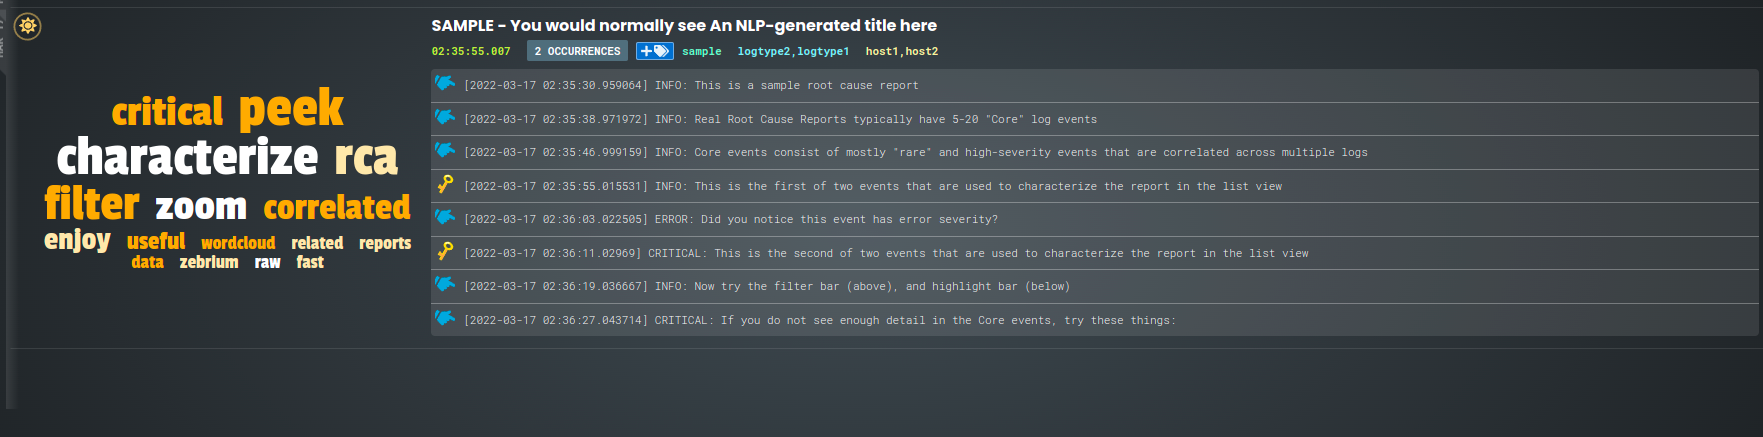 SAMPLE - You would normally see An NLP-generated title here
02:35:55.007 2 OCCURRENCES sample logtype2,logtype1 host1,host2
critical peek
characterize rca
filter zoom correlated
enjoy useful wordcloud related reports
data zebrium raw fast
[2022-03-17 02:35:30.959064] INFO: This is a sample root cause report
[2022-03-17 02:35:38.971972] INFO: Real Root Cause Reports typically have 5-20 "Core" log events
[2022-03-17 02:35:46.999159] INFO: Core events consist of mostly "rare" and high-severity events that are correlated across multiple logs
[2022-03-17 02:35:55.015531] INFO: This is the first of two events that are used to characterize the report in the list view
[2022-03-17 02:36:03.022505] ERROR: Did you notice this event has error severity?
[2022-03-17 02:36:11.02969] CRITICAL: This is the second of two events that are used to characterize the report in the list view
[2022-03-17 02:36:19.036667] INFO: Now try the filter bar (above), and highlight bar (below)
[2022-03-17 02:36:27.043714] CRITICAL: If you do not see enough detail in the Core events, try these things: